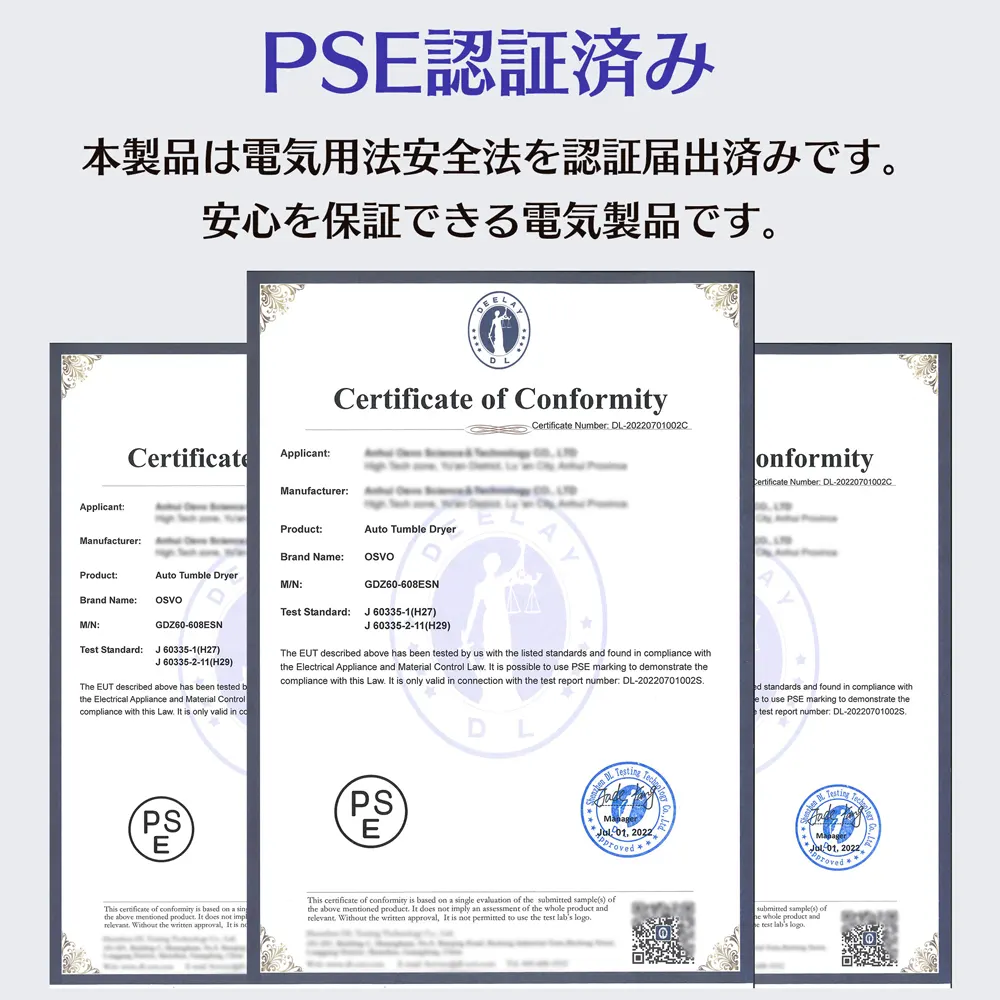 PSE認証済み
本製品は電気用法安全法を認証届出済みです。
安心を保証できる電気製品です。
DEELAY
DL
Certificate of Conformity
Certificate Number: DL-20220701002C
Applicant:
Manufacturer:
Product: Auto Tumble Dryer
Brand Name: OSVO
M/N: GDZ60-608ESN
Test Standard: J 60335-1(H27)
J 60335-2-11(H29)
The EUT described above has been tested by us with the listed standards and found in compliance with
the Electrical Appliance and Material Control Law. It is possible to use PSE marking to demonstrate the
compliance with this Law. It is only valid in connection with the test report number: DL-20220701002S.
DEELAY
DL
PS
E
Shenzhen DL Testing Technology Co., Ltd.
Manager
Jul. 01, 2022
Approved
This certificate of conformity is based on a single evaluation of the submitted sample(s) of
the above mentioned product. It does not imply an assessment of the whole product and
relevant. Without the written approval, It is not permitted to use the test lab's logo.
Certificate
Applicant:
Manufacturer:
Product: Auto Tumble Dryer
Brand Name: OSVO
M/N: GDZ60-608ESN
Test Standard: J 60335-1(H27)
J 60335-2-11(H29)
The EUT described above has been tested b
the Electrical Appliance and Material Control
compliance with this Law. It is only valid in co
PS
E
This certificate of conformity is based on a sing
the above mentioned product. It does not impl
relevant. Without the written approval, It is n
onformity
Certificate Number: DL-20220701002C
ed standards and found in compliance with
e to use PSE marking to demonstrate the
e test report number: DL-20220701002S.
Shenzhen DL Testing Technology Co., Ltd.
Manager
Jul. 01, 2022
Approved
submitted sample(s) of
he whole product and
he test lab's logo.